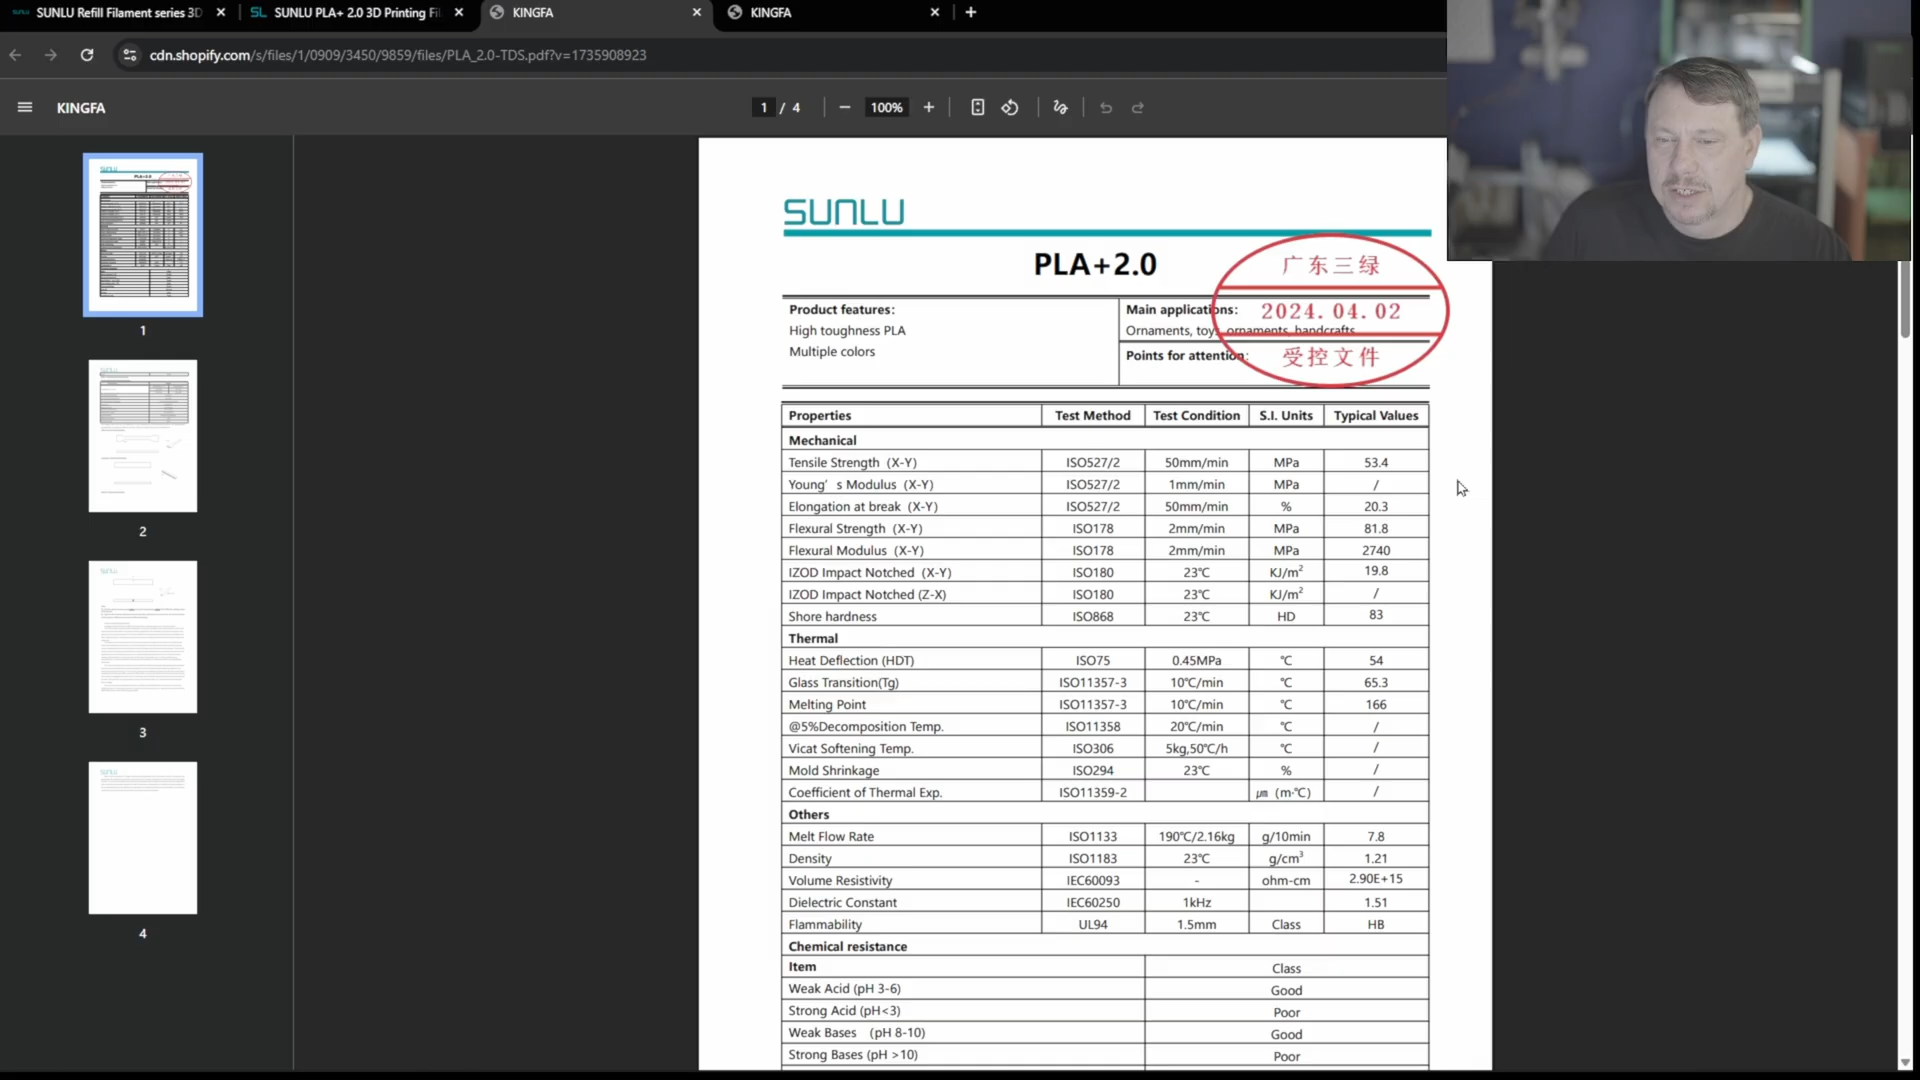 SUNLU Refill Filament series 3D
SUNLU PLA+ 2.0 3D Printing Fi
KINGFA
KINGFA
cdn.shopify.com/s/files/1/0909/3450/9859/files/PLA_2.0-TDS.pdf?v=1735908923
KINGFA
1 / 4
100%
1
2
3
4
SUNLU
PLA+2.0
广东三绿
2024.04.02
受控文件
Product features:
High toughness PLA
Multiple colors
Main applications:
Ornaments, toys, ornaments, handcrafts
Points for attention:
Properties Test Method Test Condition S.I. Units Typical Values
Mechanical
Tensile Strength (X-Y) ISO527/2 50mm/min MPa 53.4
Young's Modulus (X-Y) ISO527/2 1mm/min MPa /
Elongation at break (X-Y) ISO527/2 50mm/min % 20.3
Flexural Strength (X-Y) ISO178 2mm/min MPa 81.8
Flexural Modulus (X-Y) ISO178 2mm/min MPa 2740
IZOD Impact Notched (X-Y) ISO180 23℃ KJ/m² 19.8
IZOD Impact Notched (Z-X) ISO180 23℃ KJ/m² /
Shore hardness ISO868 23℃ HD 83
Thermal
Heat Deflection (HDT) ISO75 0.45MPa ℃ 54
Glass Transition(Tg) ISO11357-3 10℃/min ℃ 65.3
Melting Point ISO11357-3 10℃/min ℃ 166
@5%Decomposition Temp. ISO11358 20℃/min ℃ /
Vicat Softening Temp. ISO306 5kg,50℃/h ℃ /
Mold Shrinkage ISO294 23℃ % /
Coefficient of Thermal Exp. ISO11359-2 μm (m·℃) /
Others
Melt Flow Rate ISO1133 190℃/2.16kg g/10min 7.8
Density ISO1183 23℃ g/cm³ 1.21
Volume Resistivity IEC60093 - ohm-cm 2.90E+15
Dielectric Constant IEC60250 1kHz 1.51
Flammability UL94 1.5mm Class HB
Chemical resistance
Item Class
Weak Acid (pH 3-6) Good
Strong Acid (pH<3) Poor
Weak Bases (pH 8-10) Good
Strong Bases (pH >10) Poor